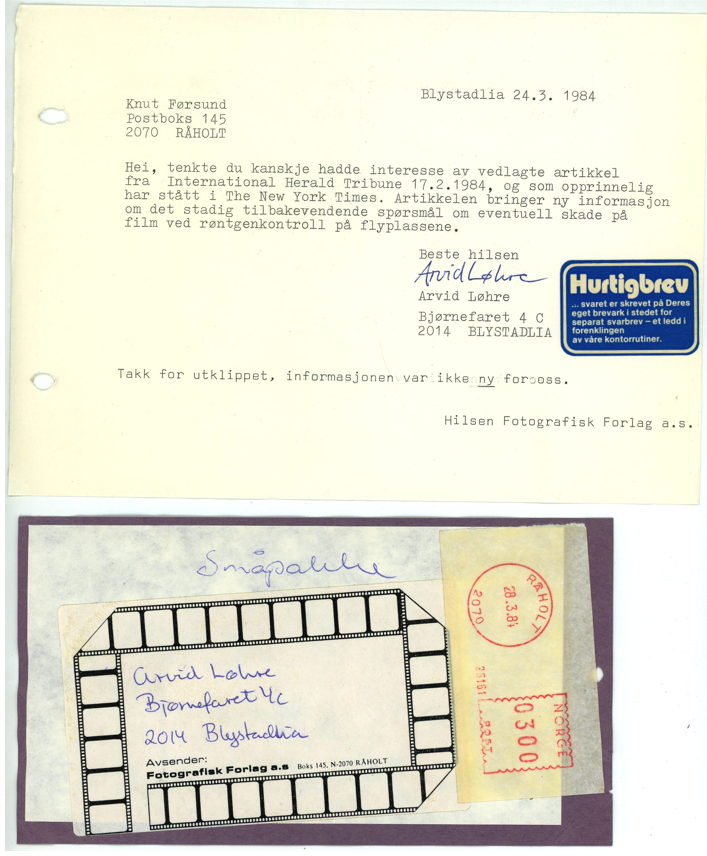 Blystadlia 24.3. 1984
Knut Førsund
Postboks 145
2070 RÅHOLT
Hei, tenkte du kanskje hadde interesse av vedlagte artikkel
fra International Herald Tribune 17.2.1984, og som opprinnelig
har stått i The New York Times. Artikkelen bringer ny informasjon
om det stadig tilbakevendende spørsmål om eventuell skade på
film ved røntgenkontroll på flyplassene.
Beste hilsen
Arvid Løhre
Arvid Løhre
Bjørnefaret 4 C
2014 BLYSTADLIA
Hurtigbrev
... svaret er skrevet på Deres
eget brevark i stedet for
separat svarbrev – et ledd i
forenklingen
av våre kontorrutiner.
Takk for utklippet, informasjonen var ikke ny for oss.
Hilsen Fotografisk Forlag a.s.
Småpakke
RÅHOLT
28.3.84
2070
NORGE
0300
Arvid Løhre
Bjørnefaret 4c
2014 Blystadlia
Avsender:
Fotografisk Forlag a.s Boks 145, N-2070 RÅHOLT